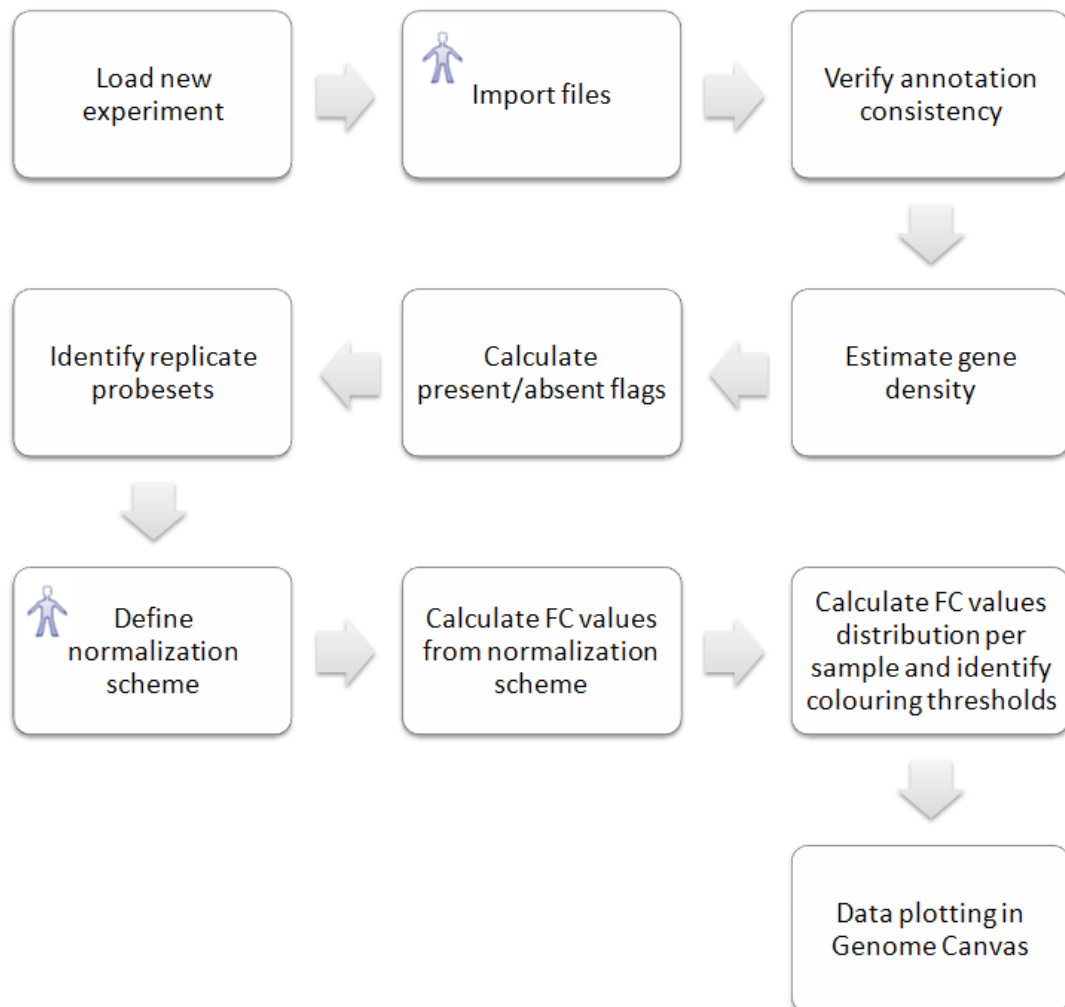 Load new
experiment
Import files
Verify annotation
consistency
Estimate gene
density
Calculate
present/absent flags
Identify replicate
probesets
Define
normalization
scheme
Calculate FC values
from normalization
scheme
Calculate FC values
distribution per
sample and identify
colouring thresholds
Data plotting in
Genome Canvas